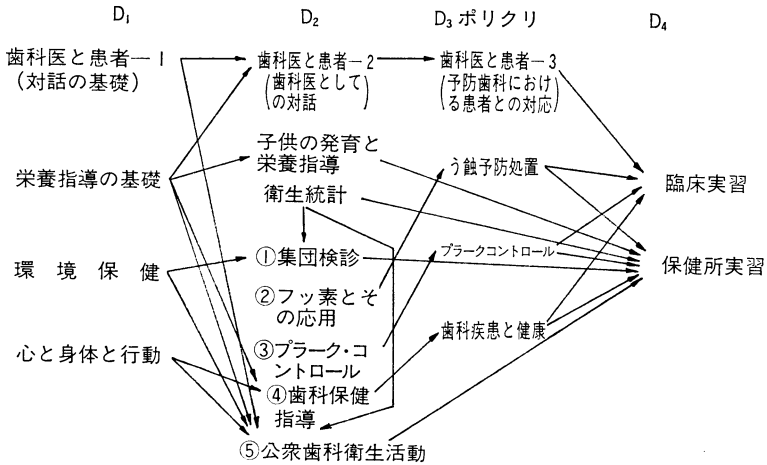 D₁
D₂
D₃ポリクリ
D₄
歯科医と患者―1
（対話の基礎）
栄養指導の基礎
環境保健
心と身体と行動
歯科医と患者―2
（歯科医として
の対話）
子供の発育と
栄養指導
衛生統計
①集団検診
②フッ素とそ
の応用
③プラーク・コ
ントロール
④歯科保健
指導
⑤公衆歯科衛生活動
歯科医と患者―3
（予防歯科におけ
る患者との対応）
う蝕予防処置
プラークコントロール
歯科疾患と健康
臨床実習
保健所実習